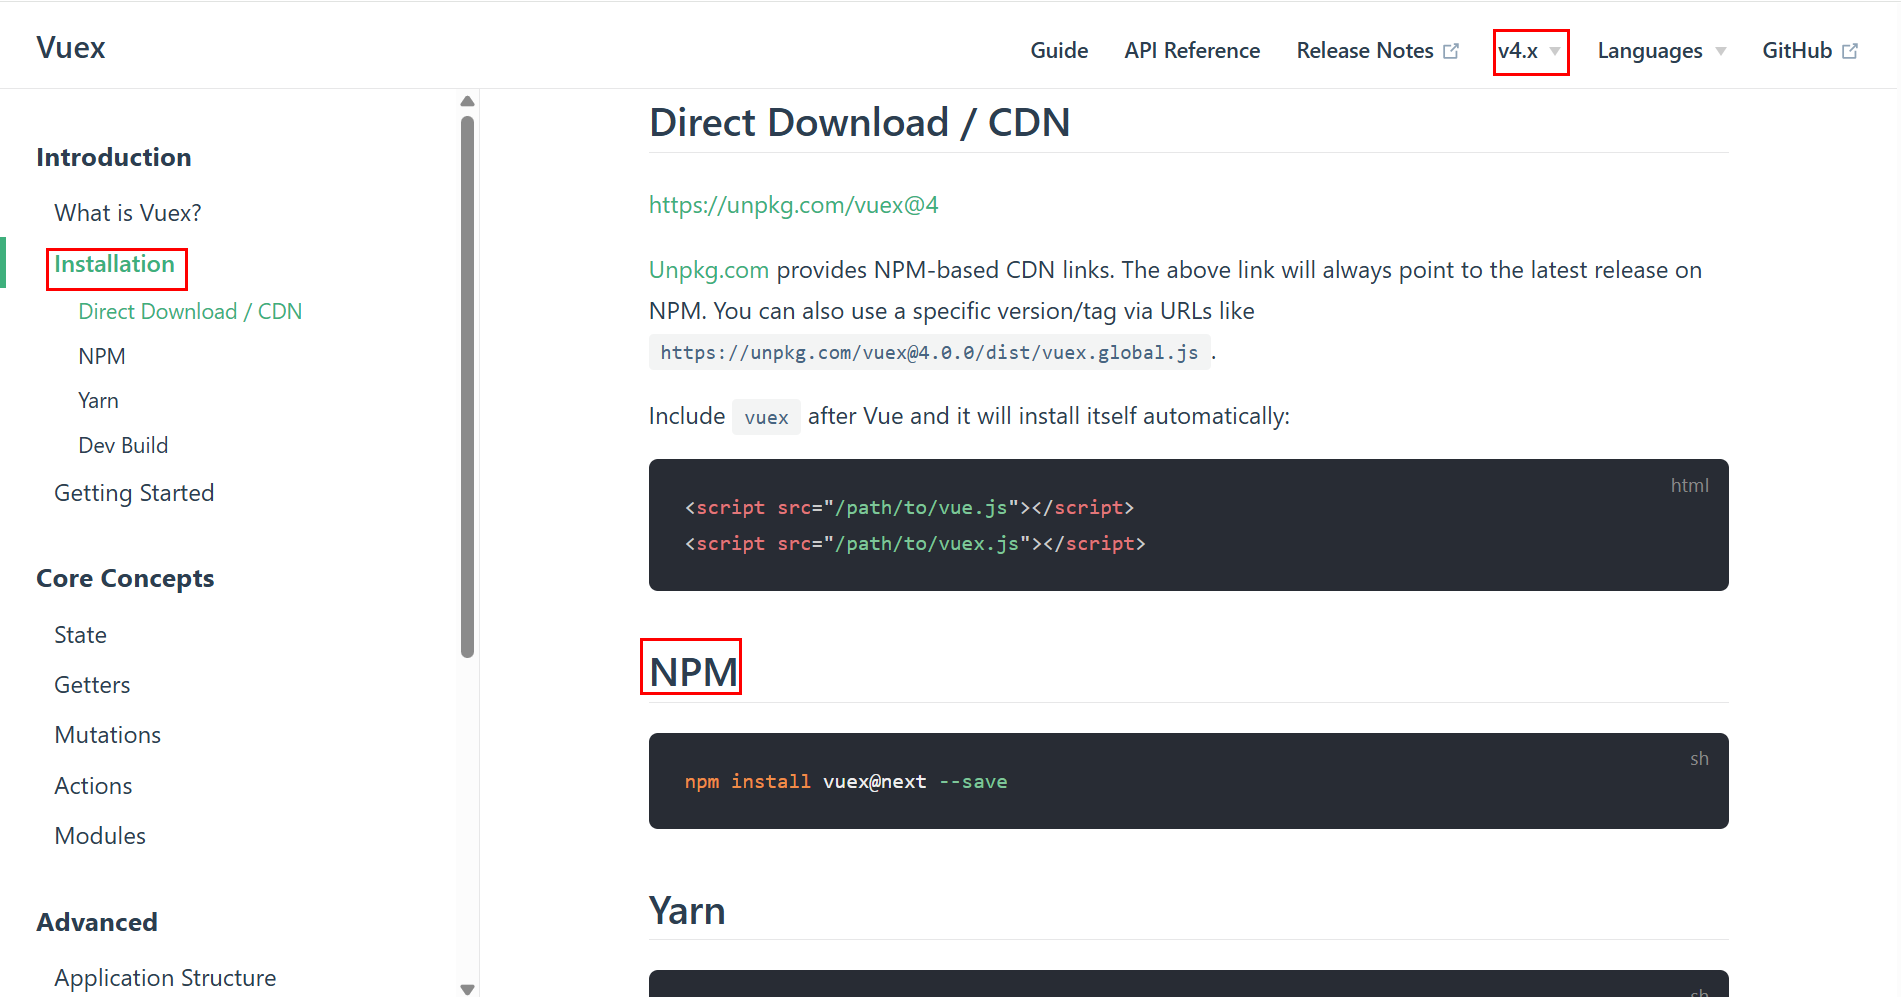 Vuex
Guide
API Reference
Release Notes
v4.x
Languages
GitHub
Introduction
What is Vuex?
Installation
Direct Download / CDN
NPM
Yarn
Dev Build
Getting Started
Core Concepts
State
Getters
Mutations
Actions
Modules
Advanced
Application Structure
Direct Download / CDN
https://unpkg.com/vuex@4
Unpkg.com provides NPM-based CDN links. The above link will always point to the latest release on
NPM. You can also use a specific version/tag via URLs like
https://unpkg.com/vuex@4.0.0/dist/vuex.global.js .
Include vuex after Vue and it will install itself automatically:
html
<script src="/path/to/vue.js"></script>
<script src="/path/to/vuex.js"></script>
NPM
sh
npm install vuex@next --save
Yarn
sh